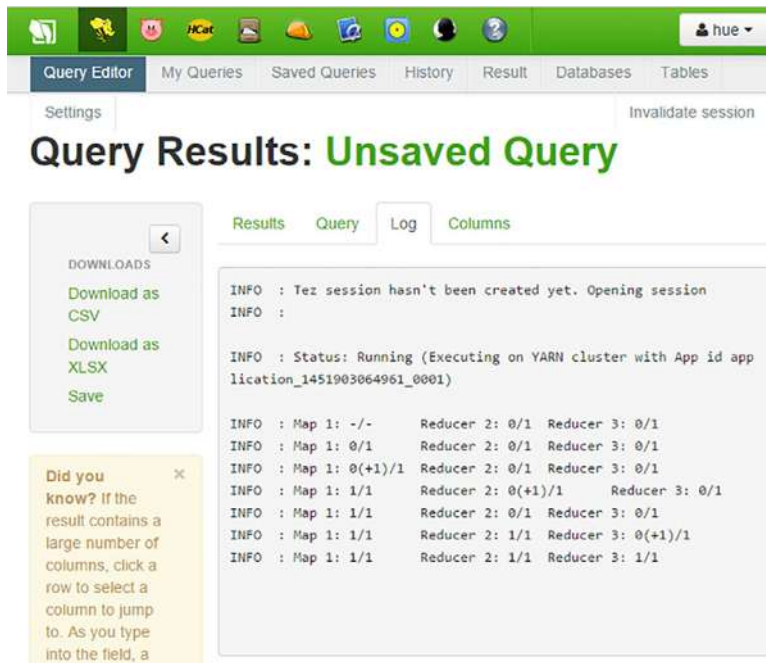 HCat
hue
Query Editor My Queries Saved Queries History Result Databases Tables
Settings Invalidate session
Query Results: Unsaved Query
DOWNLOADS
Download as
CSV
Download as
XLSX
Save
Did you
know? If the
result contains a
large number of
columns, click a
row to select a
column to jump
to. As you type
into the field, a
Results Query Log Columns
INFO : Tez session hasn't been created yet. Opening session
INFO :
INFO : Status: Running (Executing on YARN cluster with App id app
lication_1451903064961_0001)
INFO : Map 1: -/- Reducer 2: 0/1 Reducer 3: 0/1
INFO : Map 1: 0/1 Reducer 2: 0/1 Reducer 3: 0/1
INFO : Map 1: 0(+1)/1 Reducer 2: 0/1 Reducer 3: 0/1
INFO : Map 1: 1/1 Reducer 2: 0(+1)/1 Reducer 3: 0/1
INFO : Map 1: 1/1 Reducer 2: 0/1 Reducer 3: 0/1
INFO : Map 1: 1/1 Reducer 2: 1/1 Reducer 3: 0(+1)/1
INFO : Map 1: 1/1 Reducer 2: 1/1 Reducer 3: 1/1